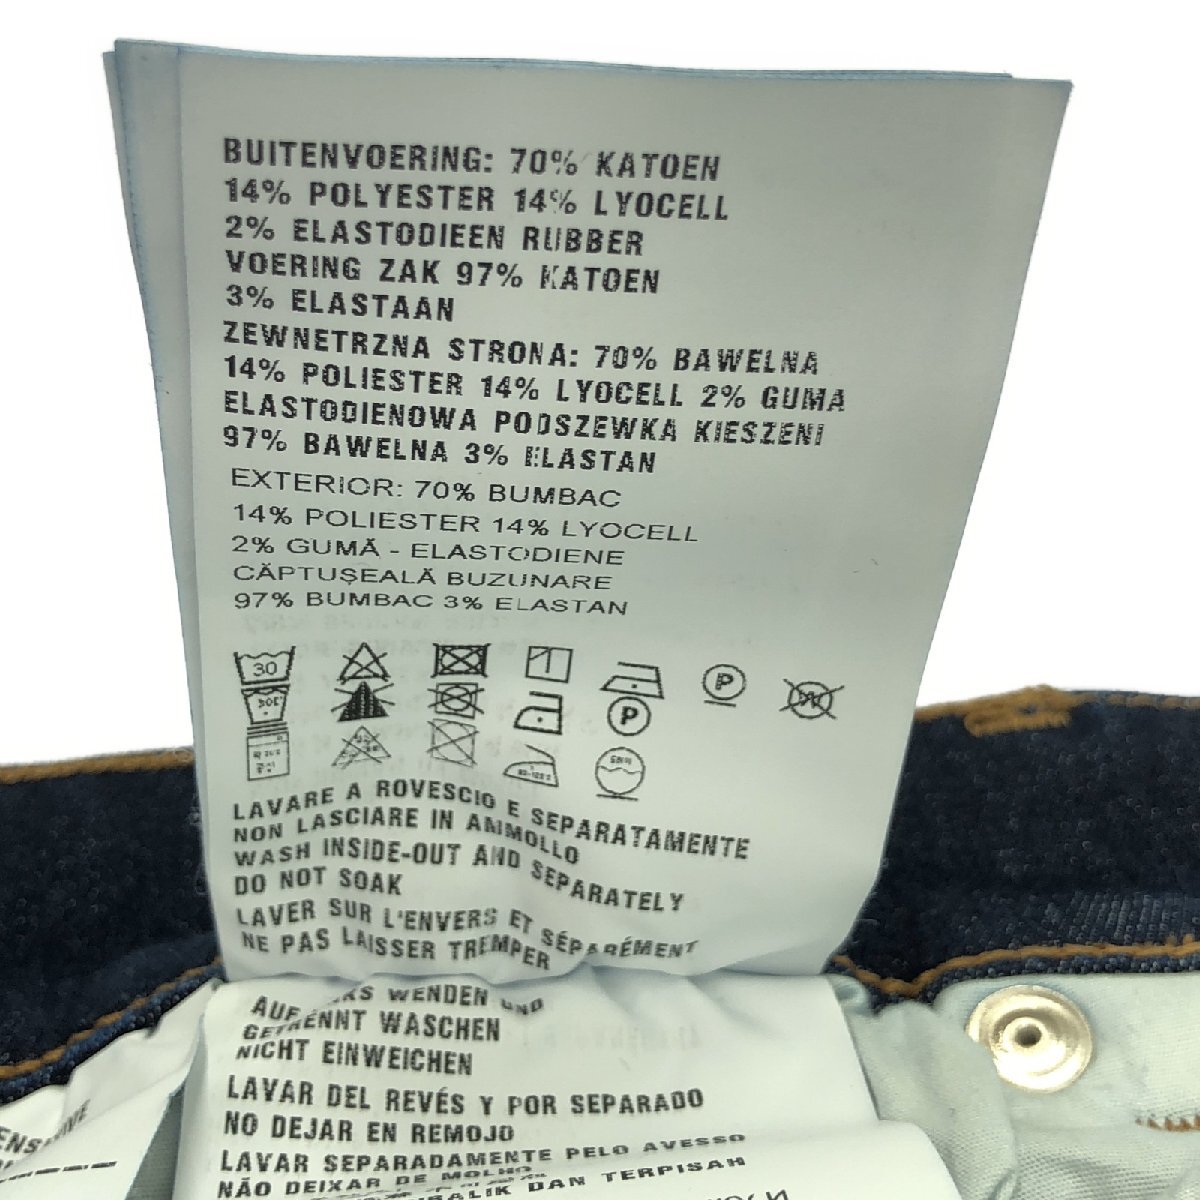 BUITENVOERING: 70% KATOEN
14% POLYESTER 14% LYOCELL
2% ELASTODIEEN RUBBER
VOERING ZAK 97% KATOEN
3% ELASTAAN
ZEWNETRZNA STRONA: 70% BAWELNA
14% POLIESTER 14% LYOCELL 2% GUMA
ELASTODIENOWA PODSZEWKA KIESZENI
97% BAWELNA 3% ELASTAN
EXTERIOR: 70% BUMBAC
14% POLIESTER 14% LYOCELL
2% GUMĂ - ELASTODIENE
CĂPTUŞEALĂ BUZUNARE
97% BUMBAC 3% ELASTAN
30
P
W
P
LAVARE A ROVESCIO E SEPARATAMENTE
NON LASCIARE IN AMMOLLO
WASH INSIDE-OUT AND SEPARATELY
DO NOT SOAK
LAVER SUR L'ENVERS ET SÉPARÉMENT
NE PAS LAISSER TREMPER
WENDEN UND
GETRENNT WASCHEN
NICHT EINWEICHEN
LAVAR DEL REVÉS Y POR SEPARADO
NO DEJAR EN REMOJO
LAVAR SEPARADAMENTE PELO AVESSO
NÃO DEIXAR DE MOLHO
DAN TERPISAH